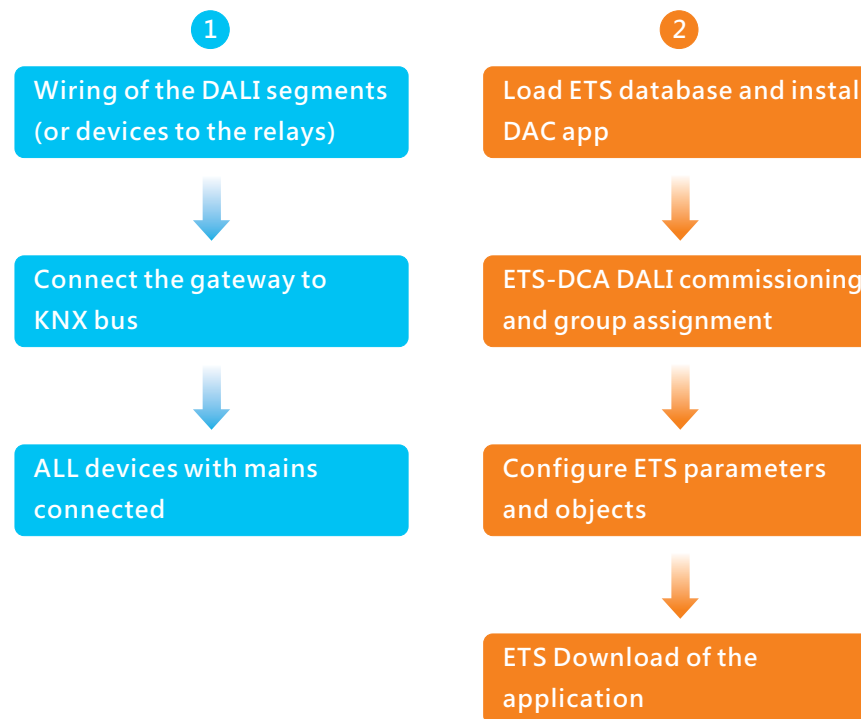 1
Wiring of the DALI segments
(or devices to the relays)
Connect the gateway to
KNX bus
ALL devices with mains
connected
2
Load ETS database and instal
DAC app
ETS-DCA DALI commissioning
and group assignment
Configure ETS parameters
and objects
ETS Download of the
application